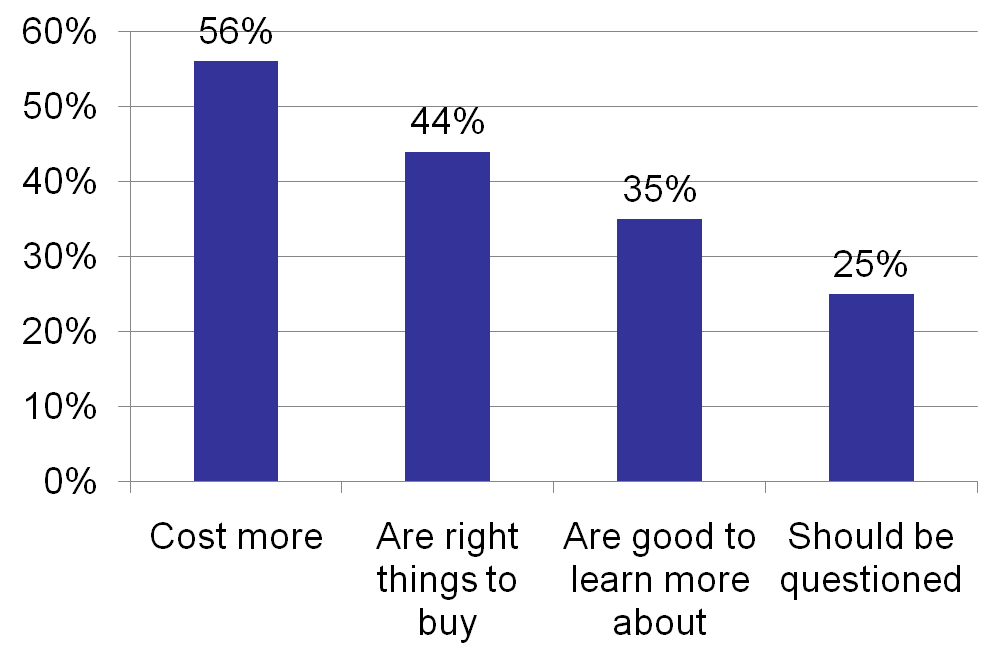 60%
50%
40%
30%
20%
10%
0%
56%
44%
35%
25%
Cost more
Are right
things to
buy
Are good to
learn more
about
Should be
questioned